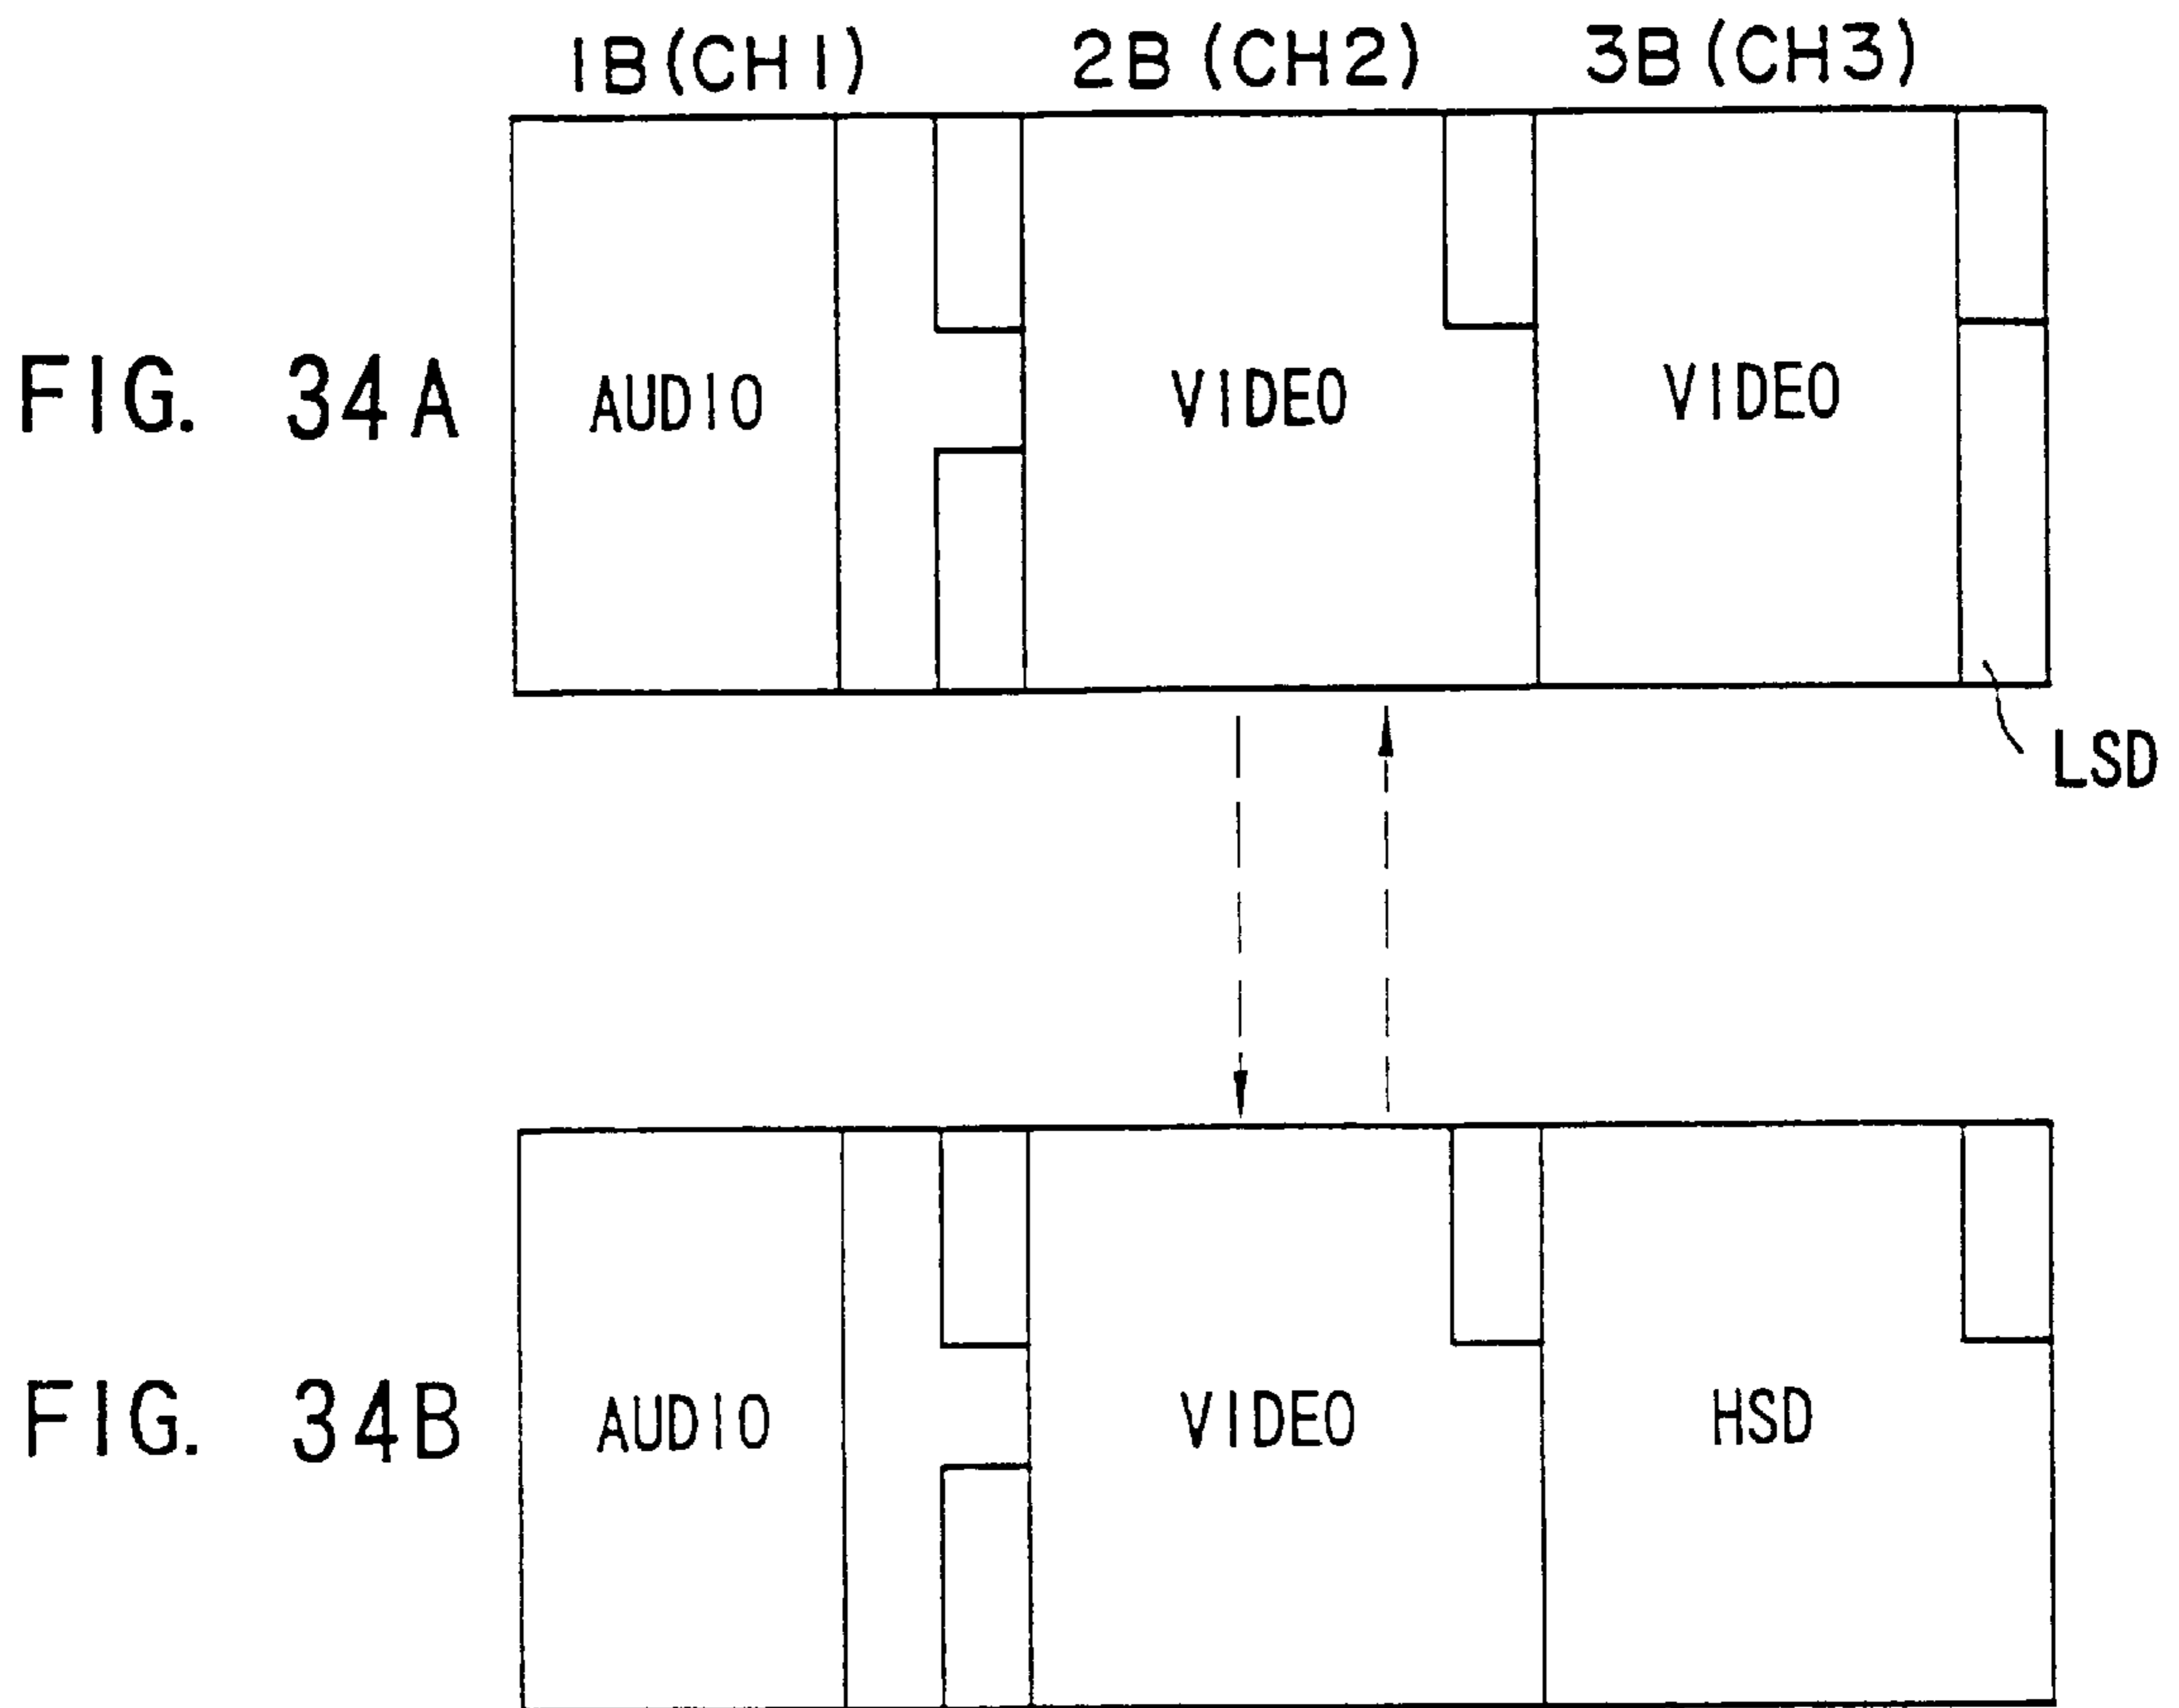 1B(CH1) 2B(CH2) 3B(CH3)
FIG. 34A
AUDIO VIDEO VIDEO
LSD
FIG. 34B
AUDIO VIDEO HSD